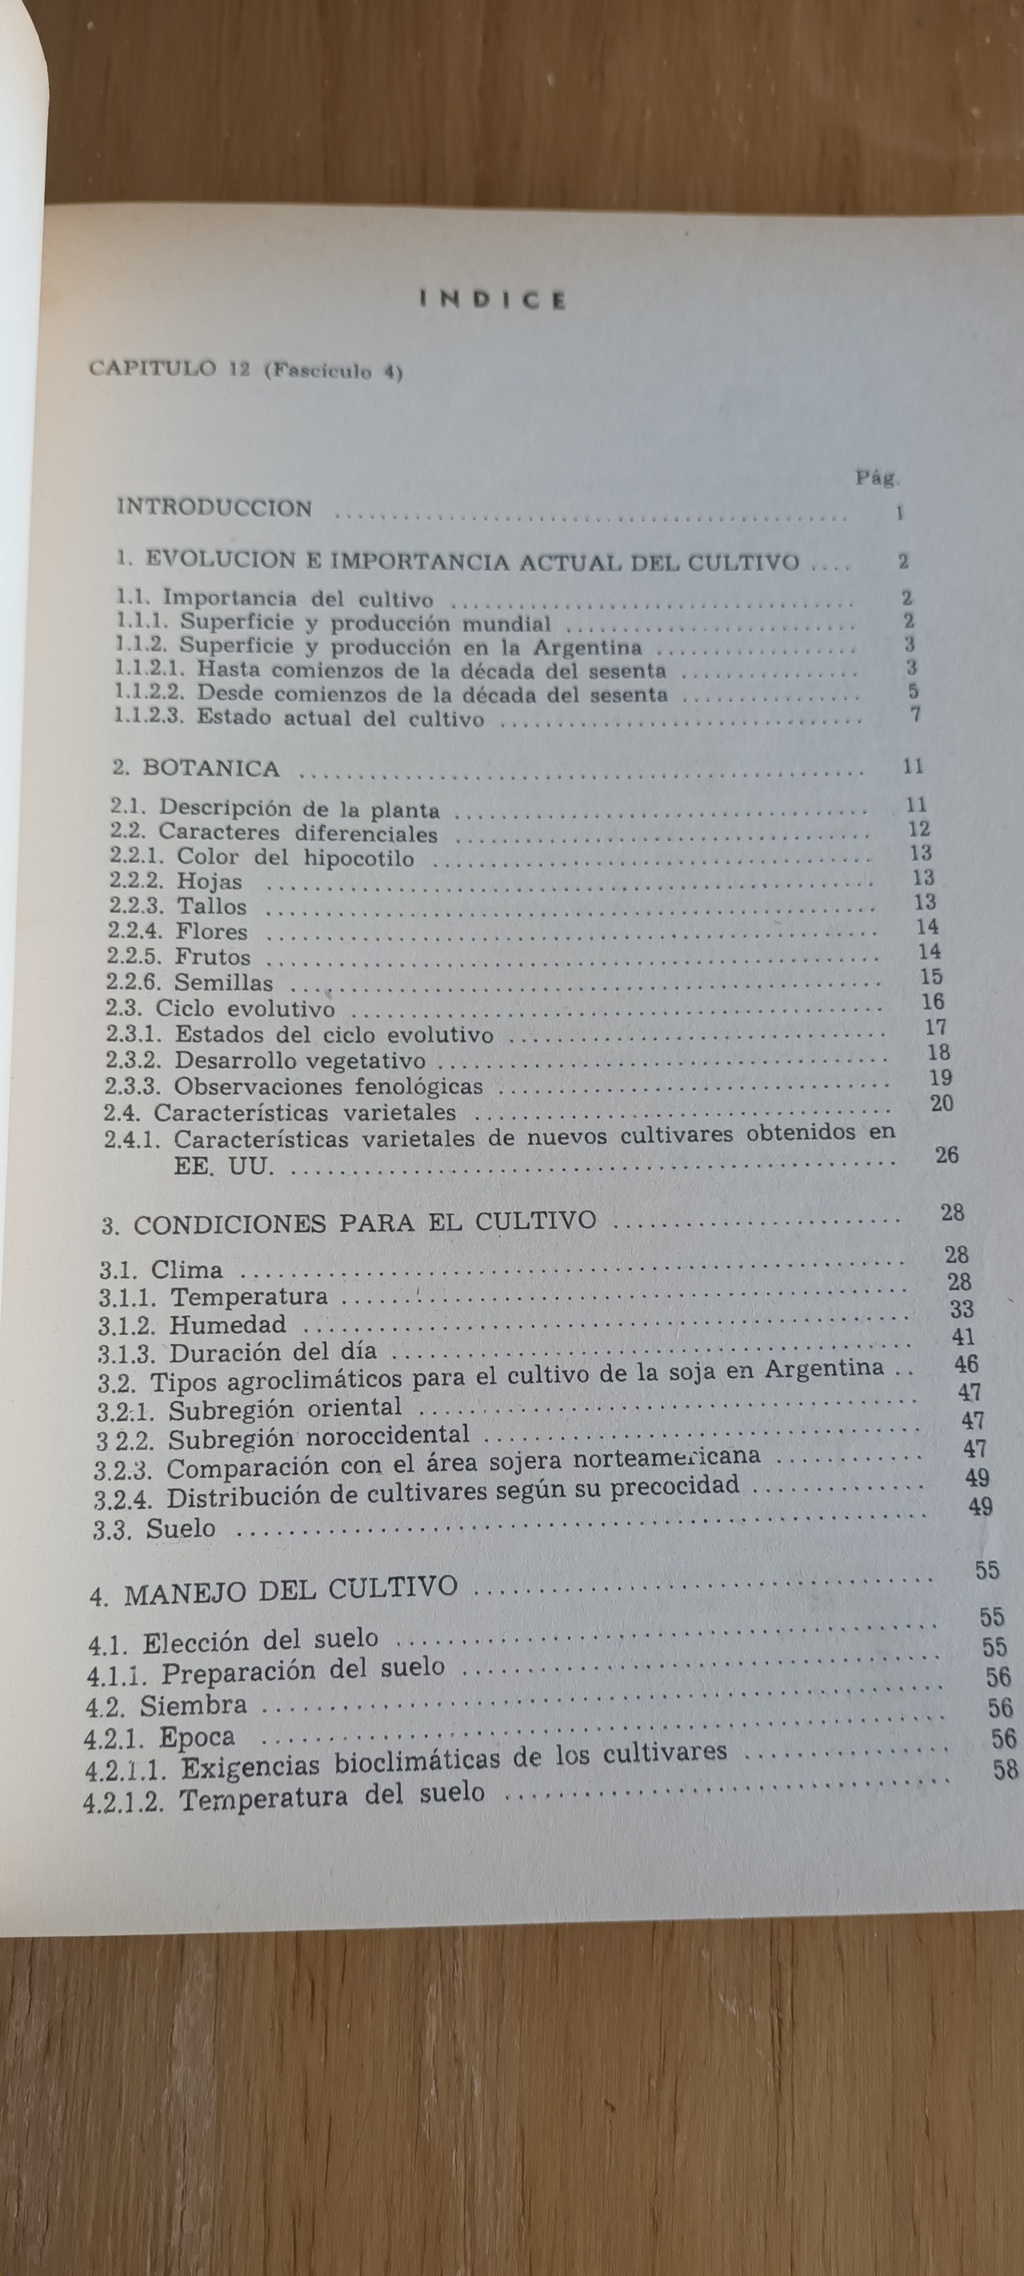 INDICE
CAPITULO 12 (Fascículo 4)
Pág.
INTRODUCCION ........ 1
1. EVOLUCION E IMPORTANCIA ACTUAL DEL CULTIVO .... 2
1.1. Importancia del cultivo ........ 2
1.1.1. Superficie y producción mundial ........ 2
1.1.2. Superficie y producción en la Argentina ........ 3
1.1.2.1. Hasta comienzos de la década del sesenta ........ 3
1.1.2.2. Desde comienzos de la década del sesenta ........ 5
1.1.2.3. Estado actual del cultivo ........ 7
2. BOTANICA ........ 11
2.1. Descripción de la planta ........ 11
2.2. Caracteres diferenciales ........ 12
2.2.1. Color del hipocotilo ........ 13
2.2.2. Hojas ........ 13
2.2.3. Tallos ........ 13
2.2.4. Flores ........ 14
2.2.5. Frutos ........ 14
2.2.6. Semillas ........ 15
2.3. Ciclo evolutivo ........ 16
2.3.1. Estados del ciclo evolutivo ........ 17
2.3.2. Desarrollo vegetativo ........ 18
2.3.3. Observaciones fenológicas ........ 19
2.4. Características varietales ........ 20
2.4.1. Características varietales de nuevos cultivares obtenidos en
EE. UU. ........ 26
3. CONDICIONES PARA EL CULTIVO ........ 28
3.1. Clima ........ 28
3.1.1. Temperatura ........ 28
3.1.2. Humedad ........ 33
3.1.3. Duración del día ........ 41
3.2. Tipos agroclimáticos para el cultivo de la soja en Argentina .. 46
3.2.1. Subregión oriental ........ 47
3 2.2. Subregión noroccidental ........ 47
3.2.3. Comparación con el área sojera norteamericana ........ 47
3.2.4. Distribución de cultivares según su precocidad ........ 49
3.3. Suelo ........ 49
4. MANEJO DEL CULTIVO ........ 55
4.1. Elección del suelo ........ 55
4.1.1. Preparación del suelo ........ 55
4.2. Siembra ........ 56
4.2.1. Epoca ........ 56
4.2.1.1. Exigencias bioclimáticas de los cultivares ........ 56
4.2.1.2. Temperatura del suelo ........ 58